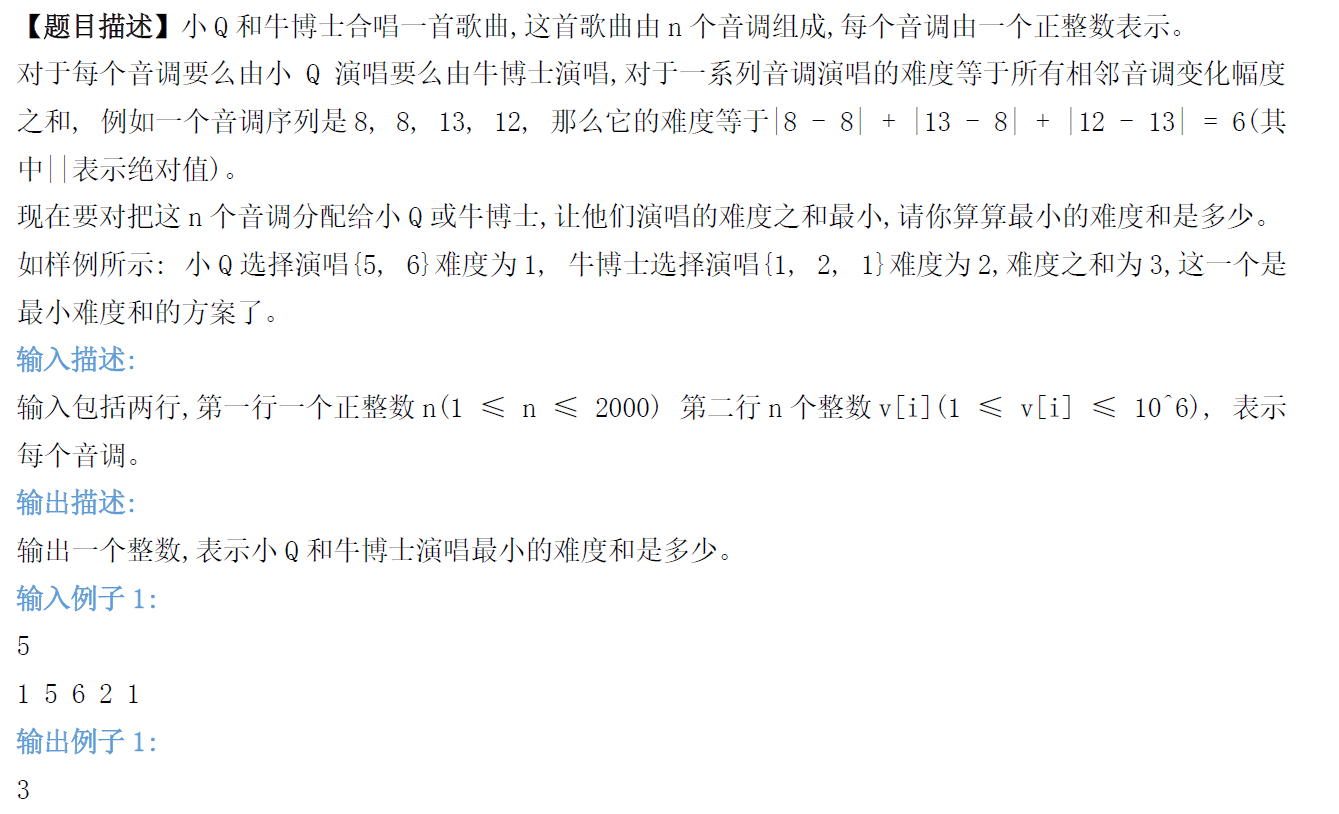 【题目描述】小Q和牛博士合唱一首歌曲,这首歌曲由n个音调组成,每个音调由一个正整数表示。
对于每个音调要么由小 Q 演唱要么由牛博士演唱,对于一系列音调演唱的难度等于所有相邻音调变化幅度
之和, 例如一个音调序列是8, 8, 13, 12, 那么它的难度等于|8 - 8| + |13 - 8| + |12 - 13| = 6(其
中||表示绝对值)。
现在要对把这n个音调分配给小Q或牛博士,让他们演唱的难度之和最小,请你算算最小的难度和是多少。
如样例所示: 小Q选择演唱{5, 6}难度为1, 牛博士选择演唱{1, 2, 1}难度为2,难度之和为3,这一个是
最小难度和的方案了。
输入描述:
输入包括两行,第一行一个正整数n(1 ≤ n ≤ 2000) 第二行n个整数v[i](1 ≤ v[i] ≤ 10^6), 表示
每个音调。
输出描述:
输出一个整数,表示小Q和牛博士演唱最小的难度和是多少。
输入例子1:
5
1 5 6 2 1
输出例子1:
3